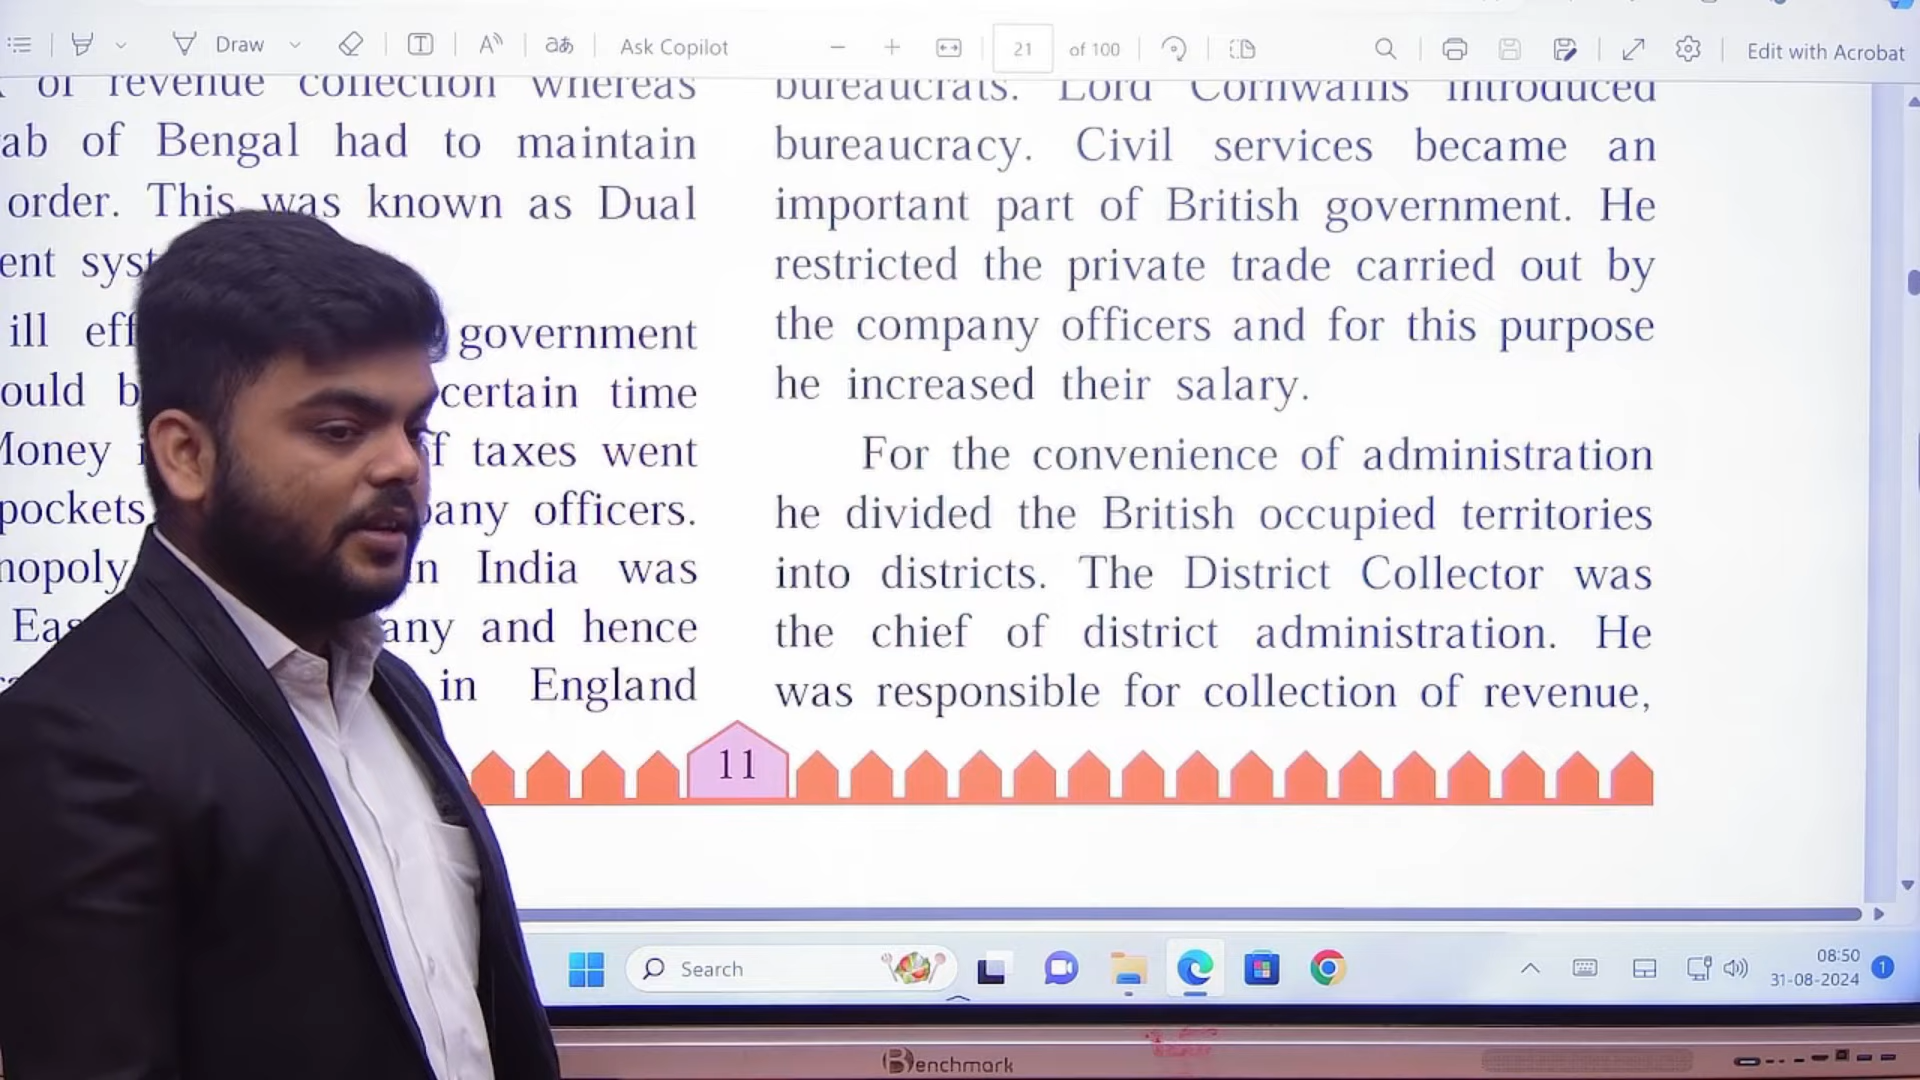 Draw
Ask Copilot
21
of 100
Edit with Acrobat
of revenue collection whereas
ab of Bengal had to maintain
order. This was known as Dual
ent syst
ill eff government
ould b certain time
Money f taxes went
pockets any officers.
nopoly n India was
Eas any and hence
in England
bureaucrats. Lord Cornwallis introduced
bureaucracy. Civil services became an
important part of British government. He
restricted the private trade carried out by
the company officers and for this purpose
he increased their salary.
For the convenience of administration
he divided the British occupied territories
into districts. The District Collector was
the chief of district administration. He
was responsible for collection of revenue,
11
Search
08:50
31-08-2024
1
Benchmark